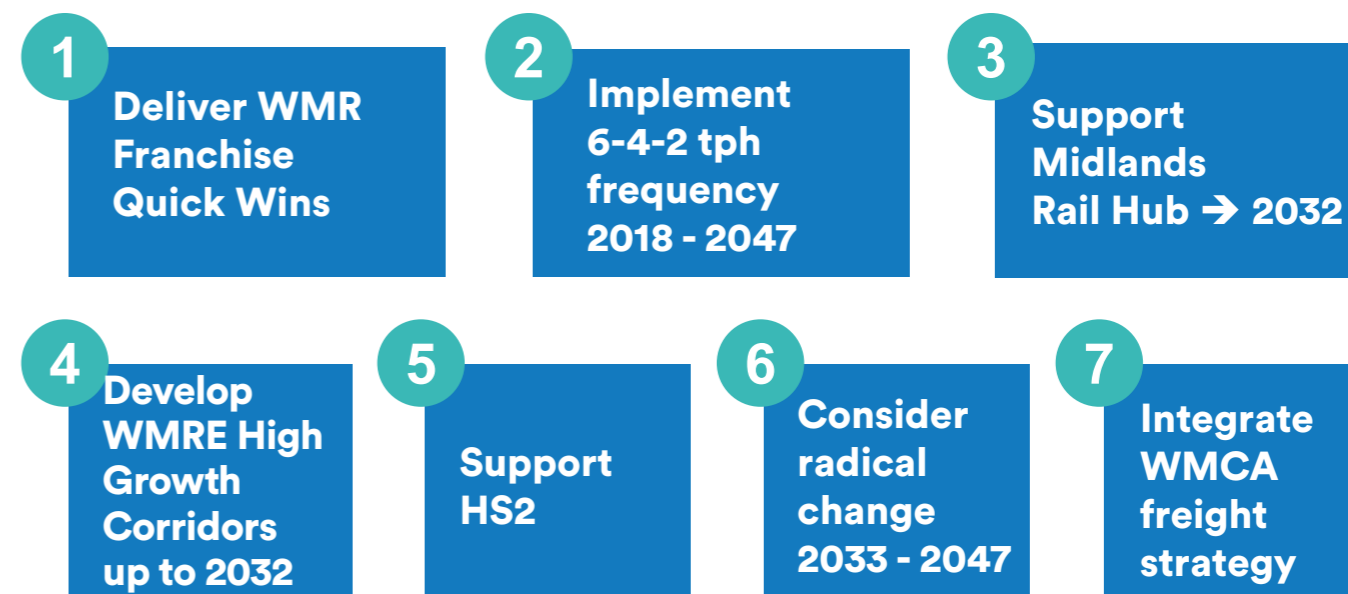 1
Deliver WMR
Franchise
Quick Wins
2
Implement
6-4-2 tph
frequency
2018 - 2047
3
Support
Midlands
Rail Hub → 2032
4
Develop
WMRE High
Growth
Corridors
up to 2032
5
Support
HS2
6
Consider
radical
change
2033 - 2047
7
Integrate
WMCA
freight
strategy